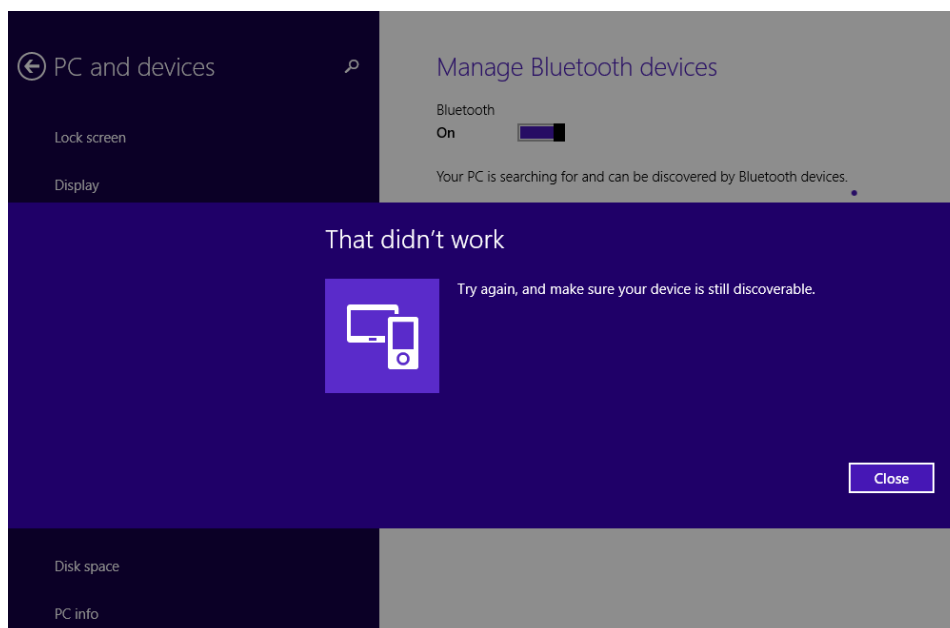 PC and devices
Lock screen
Display
Manage Bluetooth devices
Bluetooth
On
Your PC is searching for and can be discovered by Bluetooth devices.
That didn't work
Try again, and make sure your device is still discoverable.
Close
Disk space
PC info